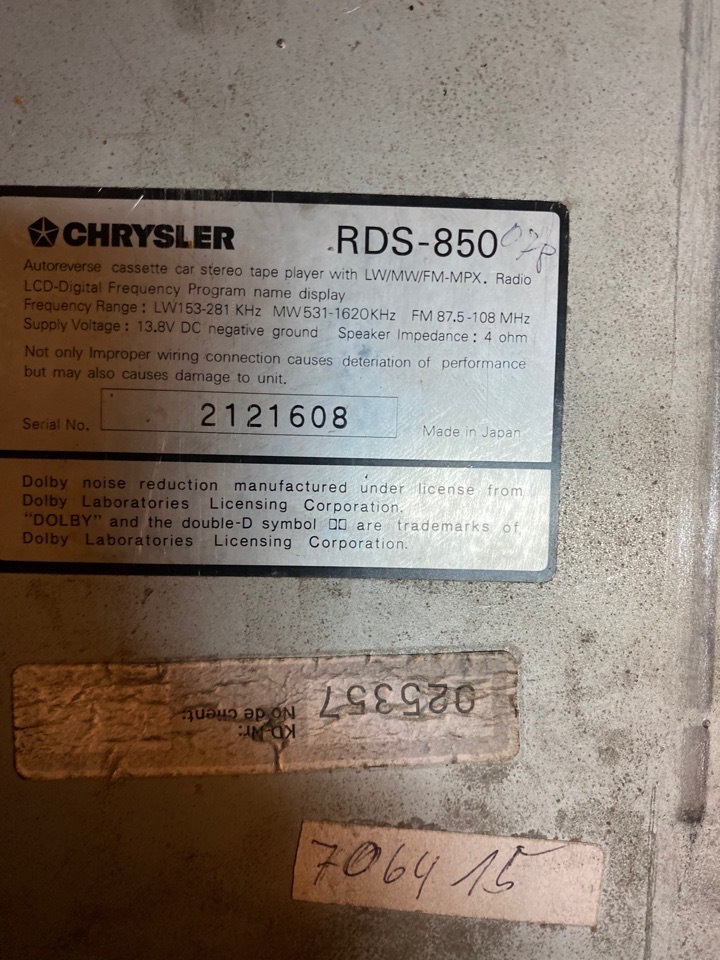 CHRYSLER RDS-850
Autoreverse cassette car stereo tape player with LW/MW/FM-MPX. Radio
LCD-Digital Frequency Program name display
Frequency Range : LW153-281 KHz MW531-1620KHz FM 87.5-108 MHz
Supply Voltage : 13.8V DC negative ground Speaker Impedance : 4 ohm
Not only Improper wiring connection causes deteriation of performance
but may also causes damage to unit.
Serial No. 2121608 Made in Japan
Dolby noise reduction manufactured under license from
Dolby Laboratories Licensing Corporation.
"DOLBY" and the double-D symbol are trademarks of
Dolby Laboratories Licensing Corporation.
KD-Nr.:
No de client: 025357
7064 15